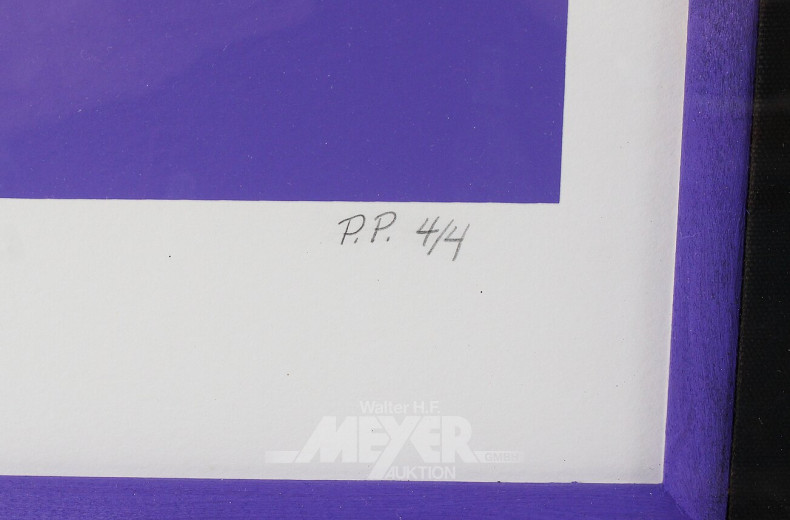 P.P. 4/4
Walter H.F.
MEYER
GMBH
AUKTION